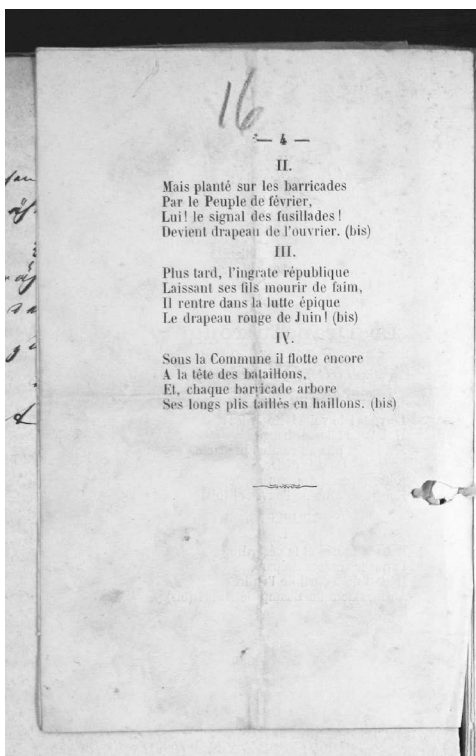 16
— 4 —
II.
Mais planté sur les barricades
Par le Peuple de février,
Lui! le signal des fusillades!
Devient drapeau de l'ouvrier. (bis)
III.
Plus tard, l'ingrate république
Laissant ses fils mourir de faim,
Il rentre dans la lutte épique
Le drapeau rouge de Juin! (bis)
IV.
Sous la Commune il flotte encore
A la tête des bataillons,
Et, chaque barricade arbore
Ses longs plis taillés en haillons. (bis)